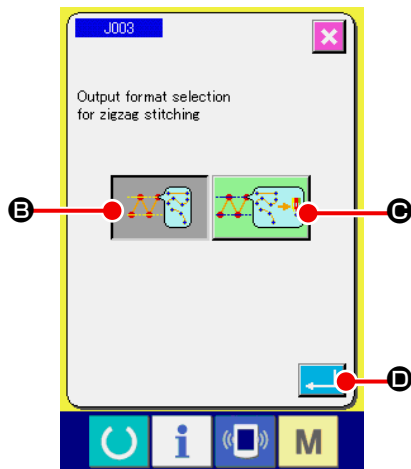 J003
Output format selection
for zigzag stitching
B
C
D
i
M